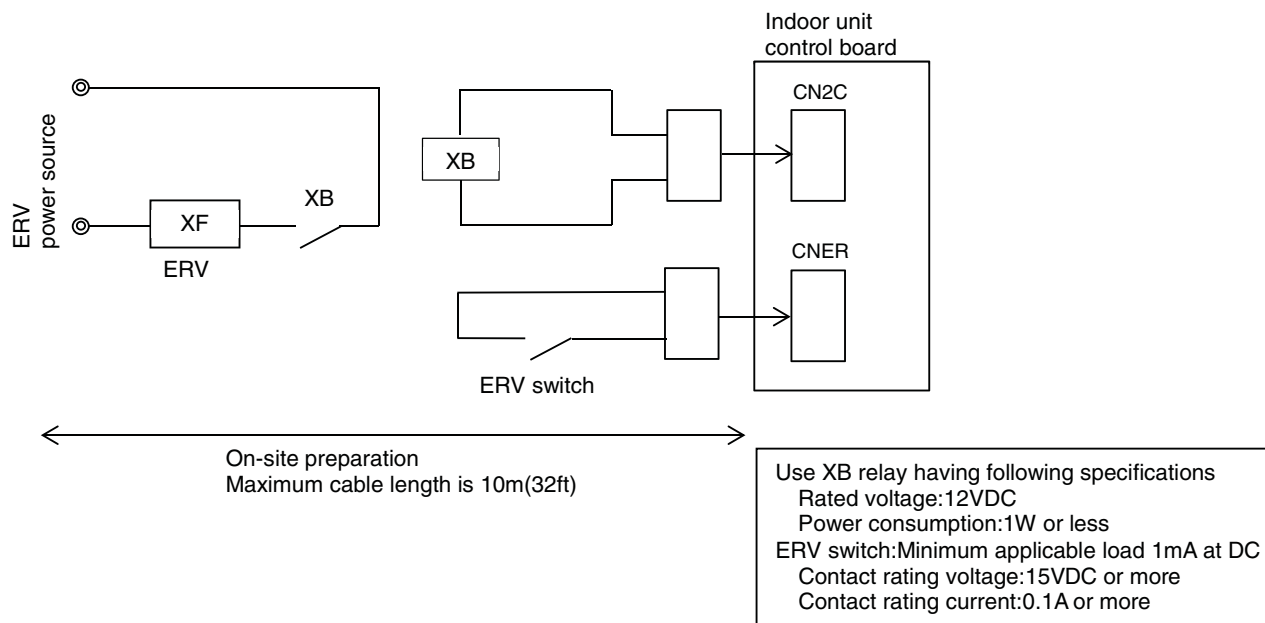 Indoor unit
control board
CN2C
XB
ERV
power source
XF
XB
ERV
CNER
ERV switch
On-site preparation
Maximum cable length is 10m(32ft)
Use XB relay having following specifications
Rated voltage:12VDC
Power consumption:1W or less
ERV switch:Minimum applicable load 1mA at DC
Contact rating voltage:15VDC or more
Contact rating current:0.1A or more